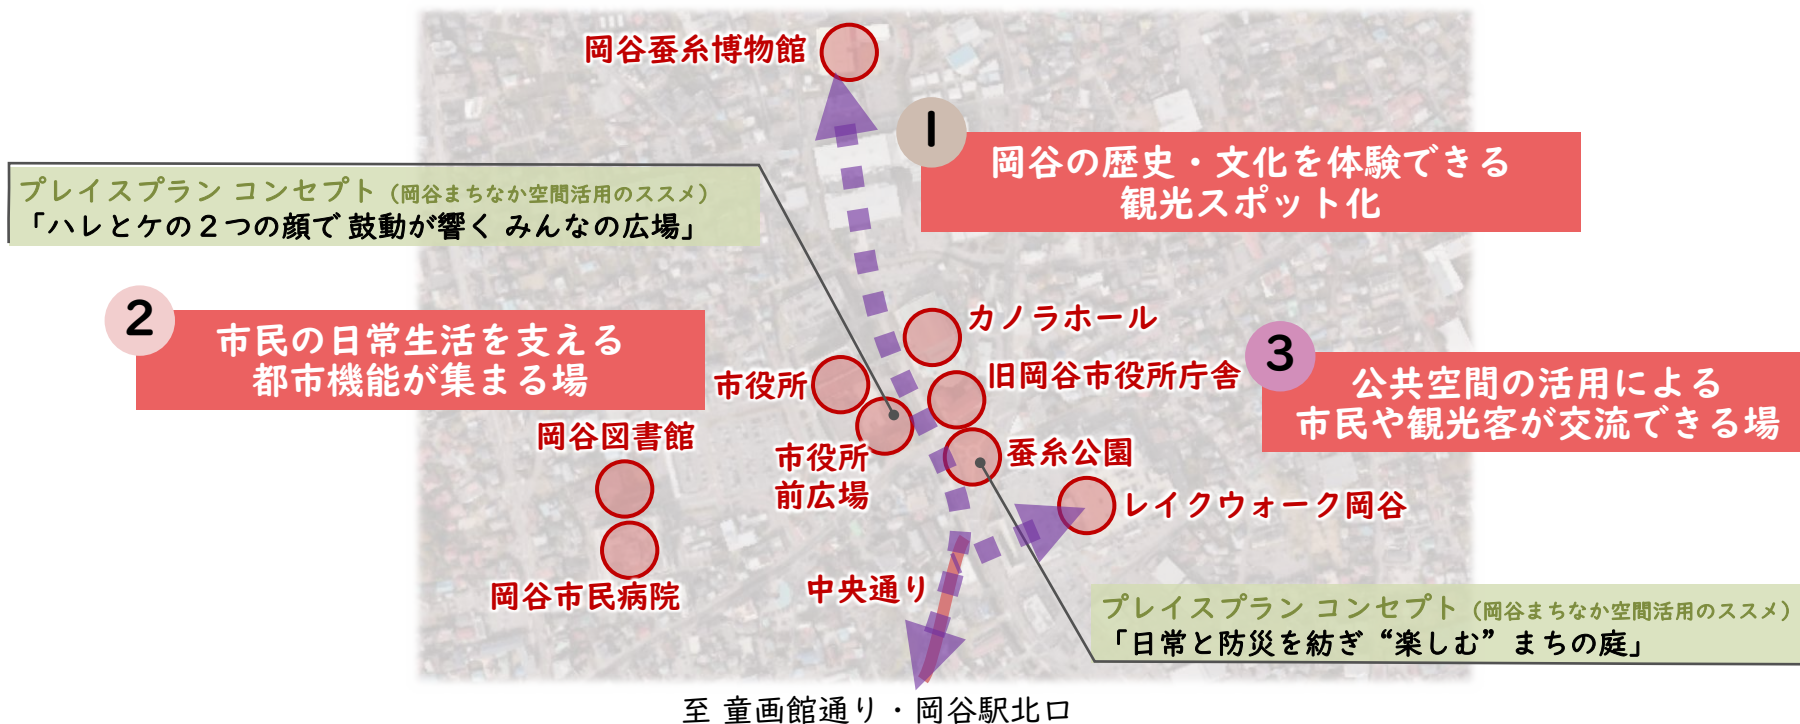 岡谷蚕糸博物館
1
岡谷の歴史・文化を体験できる
観光スポット化
プレイスプラン コンセプト（岡谷まちなか空間活用のススメ）
「ハレとケの２つの顔で 鼓動が響く みんなの広場」
2
市民の日常生活を支える
都市機能が集まる場
カノラホール
3
公共空間の活用による
市民や観光客が交流できる場
市役所
旧岡谷市役所庁舎
岡谷図書館
市役所
前広場
蚕糸公園
レイクウォーク岡谷
岡谷市民病院
中央通り
プレイスプラン コンセプト（岡谷まちなか空間活用のススメ）
「日常と防災を紡ぎ “楽しむ” まちの庭」
至 童画館通り・岡谷駅北口